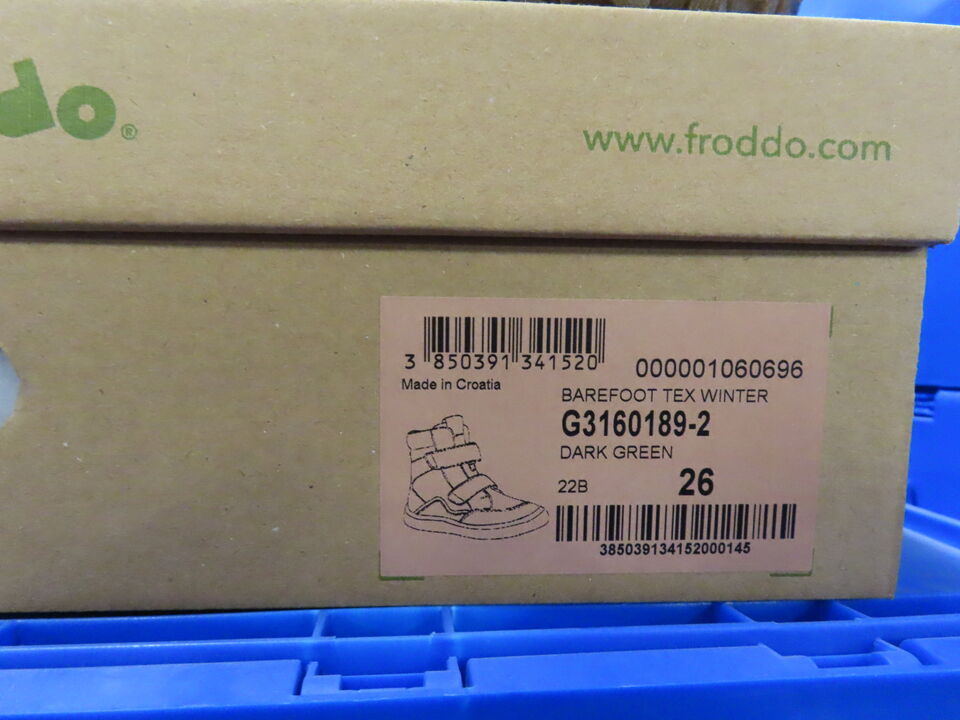 do®
www.froddo.com
3 850391 341520
000001060696
Made in Croatia
BAREFOOT TEX WINTER
G3160189-2
DARK GREEN
22B 26
385039134152000145